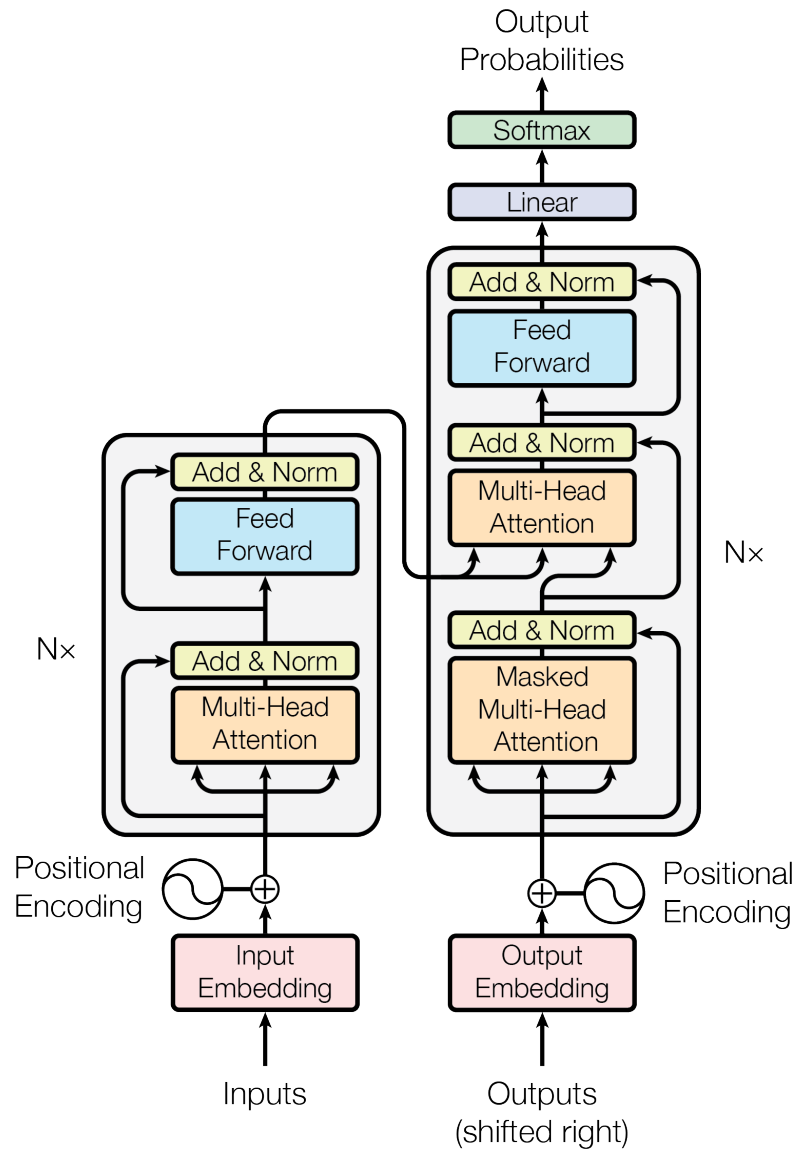 Output
Probabilities
Softmax
Linear
Add & Norm
Feed
Forward
Add & Norm
Multi-Head
Attention
Nx
Add & Norm
Masked
Multi-Head
Attention
Add & Norm
Feed
Forward
Nx
Add & Norm
Multi-Head
Attention
Positional
Encoding
Positional
Encoding
Input
Embedding
Output
Embedding
Inputs
Outputs
(shifted right)